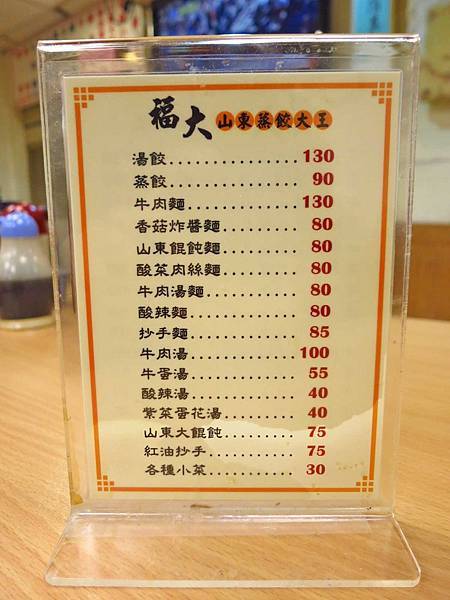 福大山東蒸餃大王
湯餃...............130
蒸餃...............90
牛肉麵.............130
香菇炸醬麵.........80
山東餛飩麵.........80
酸菜肉絲麵.........80
牛肉湯麵...........80
酸辣麵.............80
抄手麵.............85
牛肉湯............100
牛蛋湯............55
酸辣湯............40
紫菜蛋花湯........40
山東大餛飩........75
紅油抄手..........75
各種小菜..........30